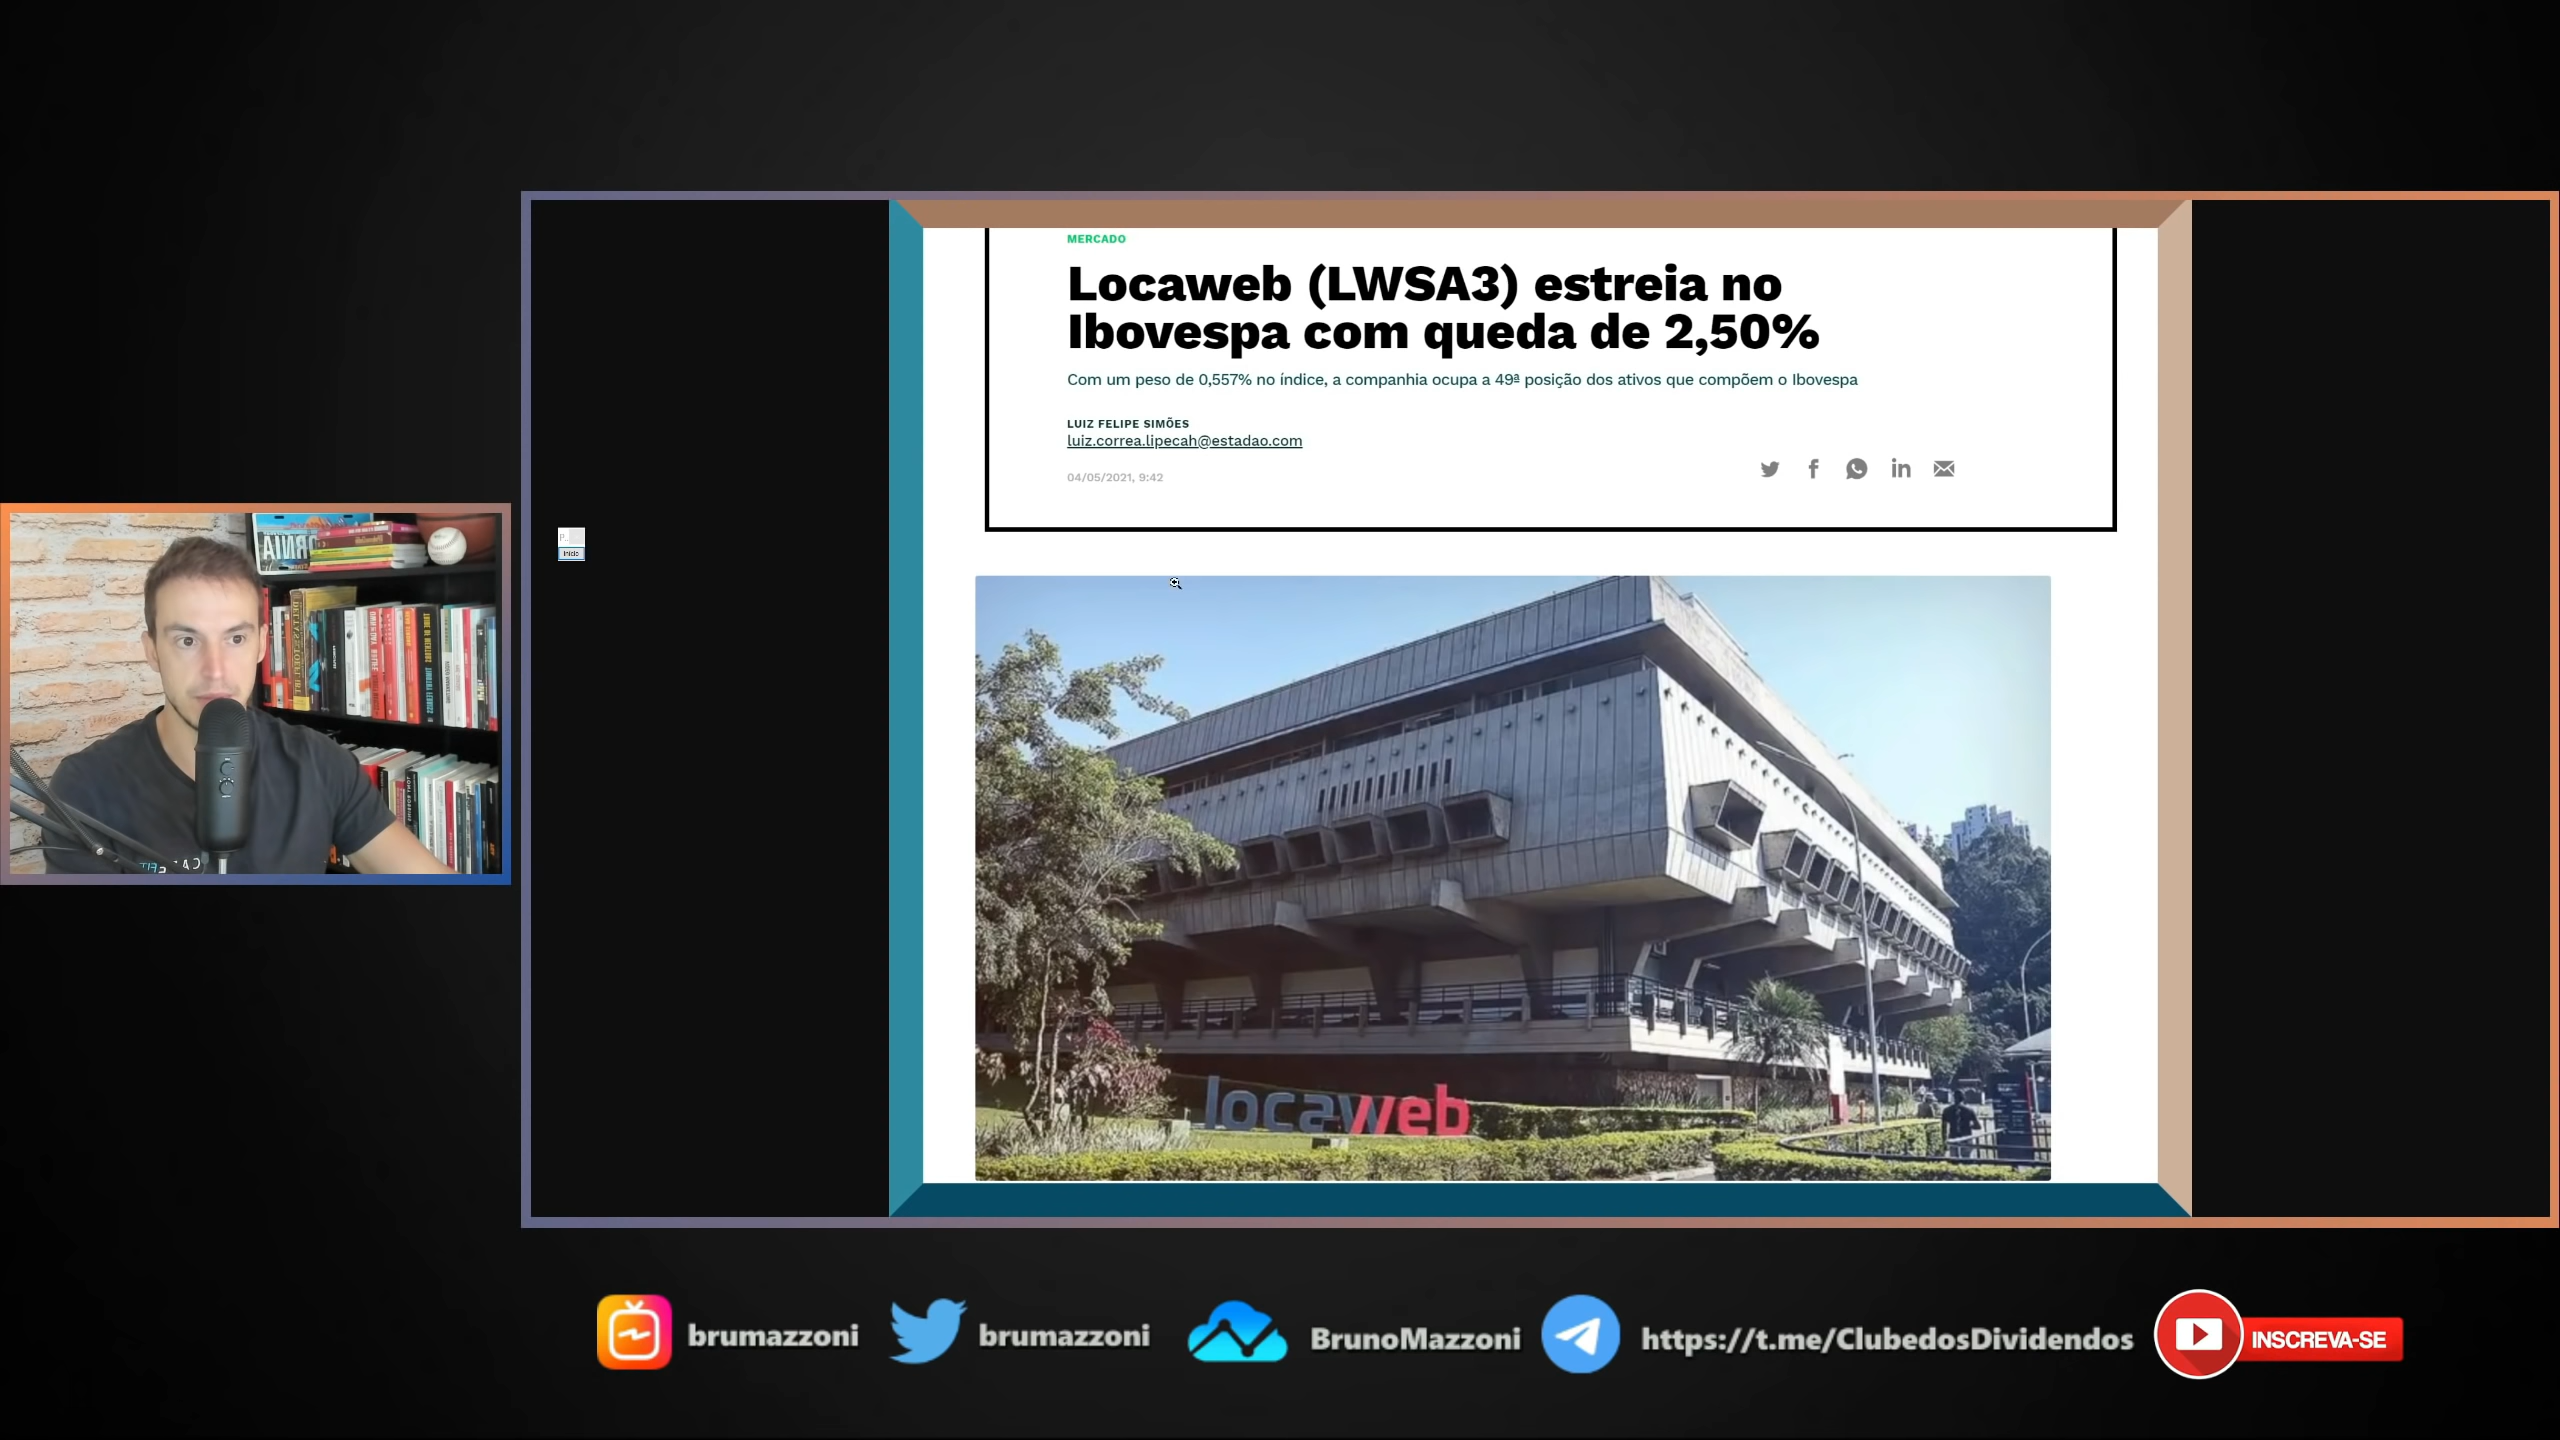 MERCADO
Locaweb (LWSA3) estreia no
Ibovespa com queda de 2,50%
Com um peso de 0,557% no índice, a companhia ocupa a 49ª posição dos ativos que compõem o Ibovespa
LUIZ FELIPE SIMÕES
luiz.correa.lipecah@estadao.com
04/05/2021, 9:42
Início
locaweb
brumazzoni
brumazzoni
BrunoMazzoni
https://t.me/ClubedosDividendos
INSCREVA-SE